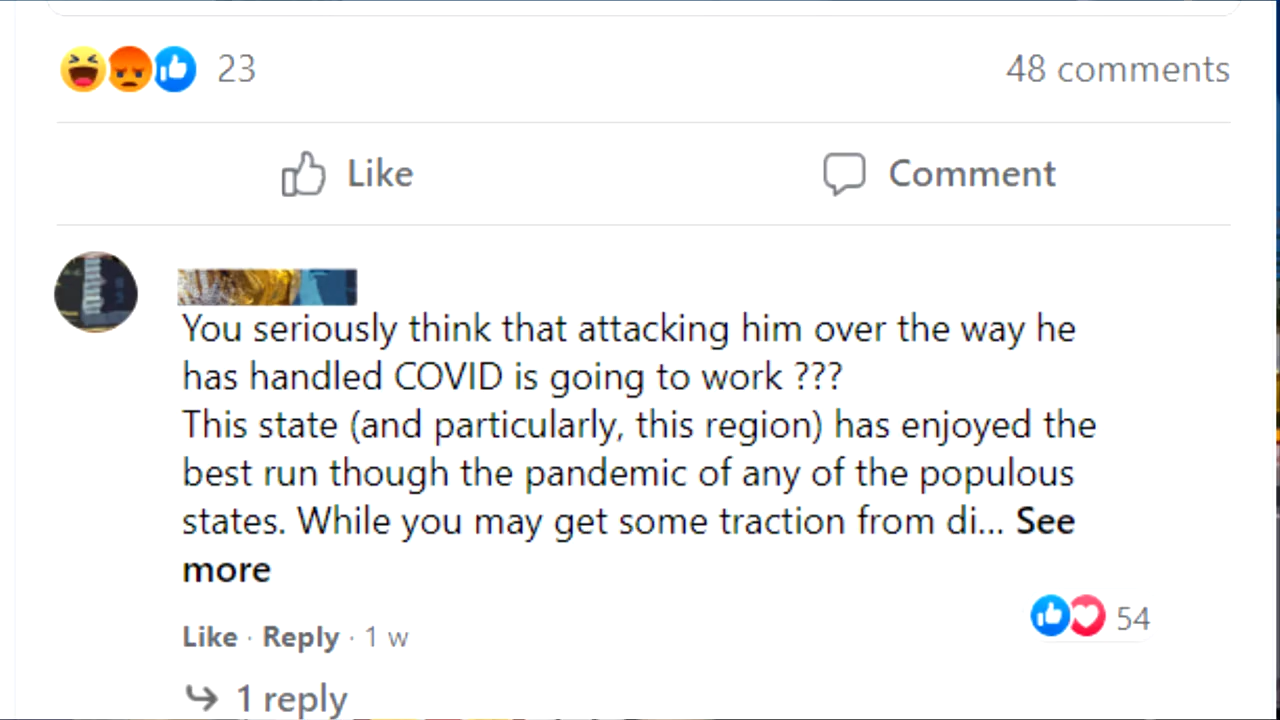 23
48 comments
Like
Comment
You seriously think that attacking him over the way he
has handled COVID is going to work ???
This state (and particularly, this region) has enjoyed the
best run though the pandemic of any of the populous
states. While you may get some traction from di... See
more
Like · Reply · 1 w
54
1 reply